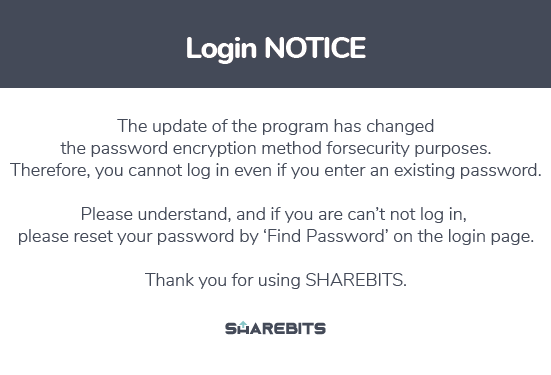 Login NOTICE
The update of the program has changed
the password encryption method forsecurity purposes.
Therefore, you cannot log in even if you enter an existing password.
Please understand, and if you are can’t not log in,
please reset your password by ‘Find Password’ on the login page.
Thank you for using SHAREBITS.
SHAREBITS